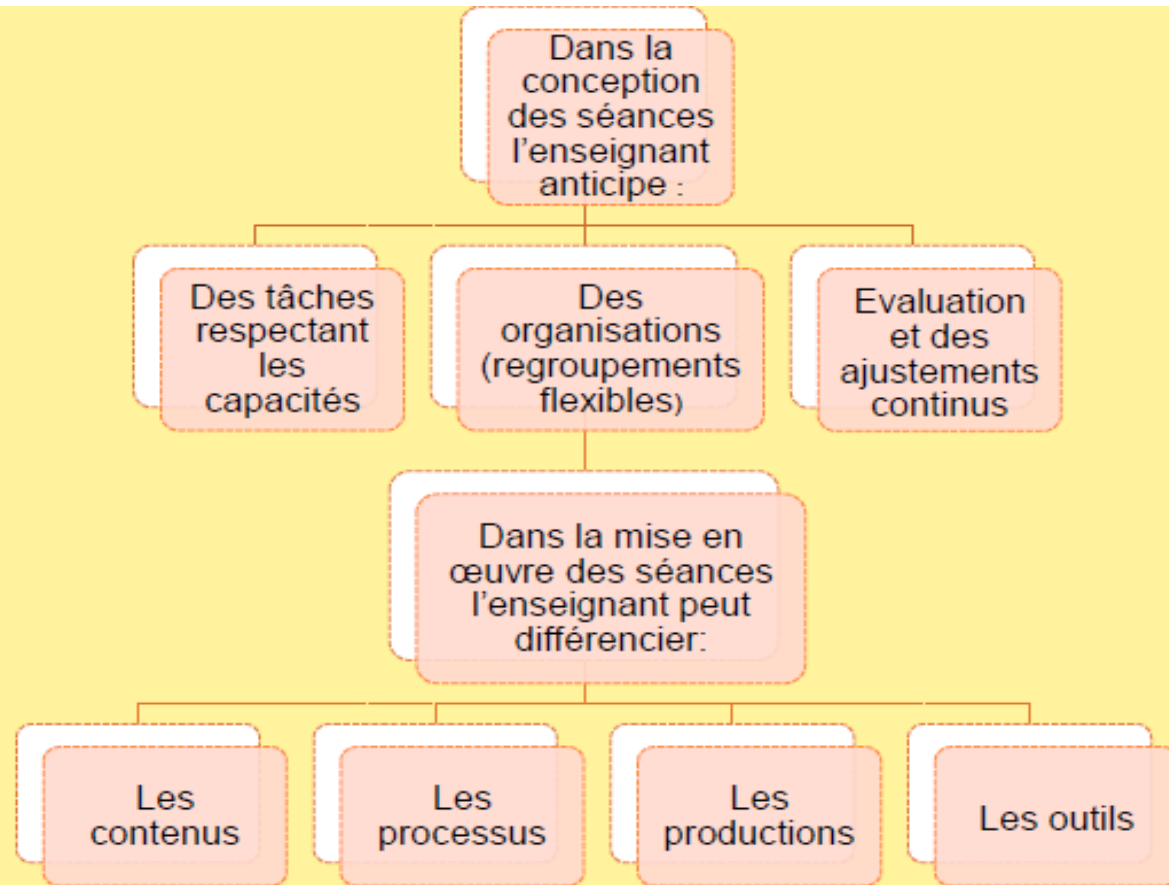 Dans la
conception
des séances
l'enseignant
anticipe :
Des tâches
respectant
les
capacités
Des
organisations
(regroupements
flexibles)
Evaluation
et des
ajustements
continus
Dans la mise en
œuvre des séances
l'enseignant peut
différencier:
Les
contenus
Les
processus
Les
productions
Les outils